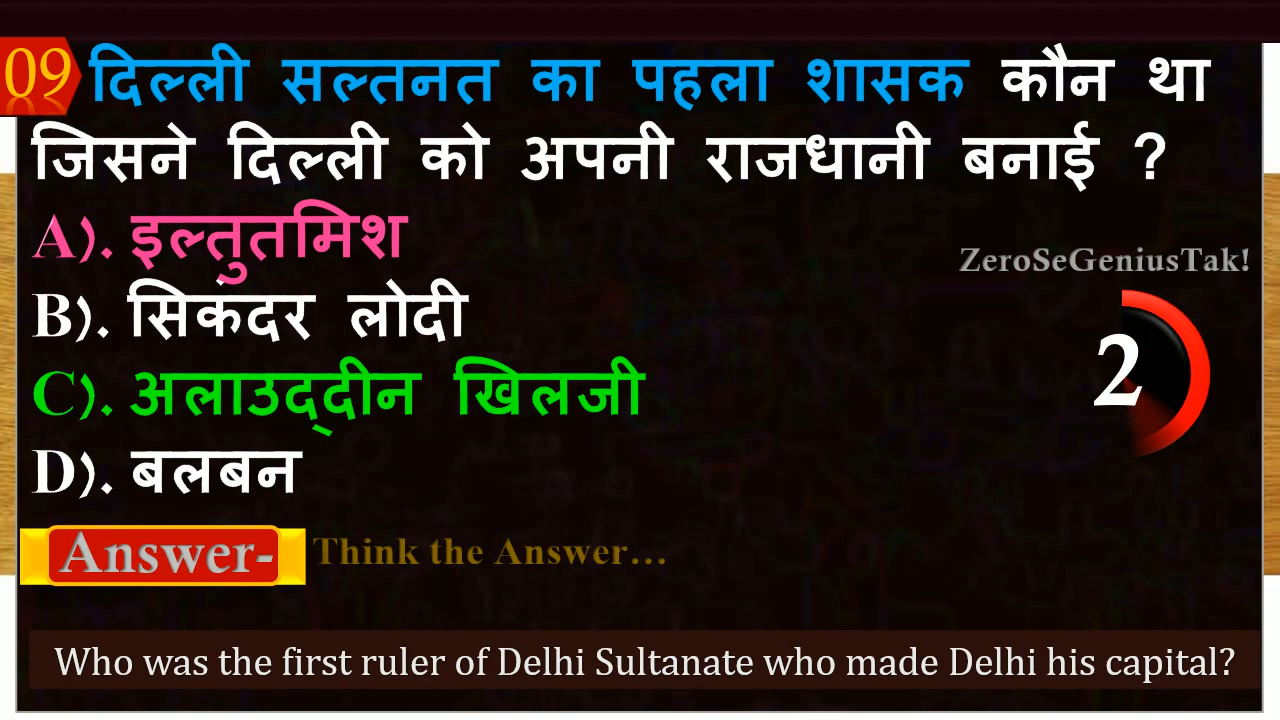 09 दिल्ली सल्तनत का पहला शासक कौन था
जिसने दिल्ली को अपनी राजधानी बनाई ?
A). इल्तुतमिश
ZeroSeGeniusTak!
B). सिकंदर लोदी
2
C). अलाउद्दीन खिलजी
D). बलबन
Answer- Think the Answer...
Who was the first ruler of Delhi Sultanate who made Delhi his capital?